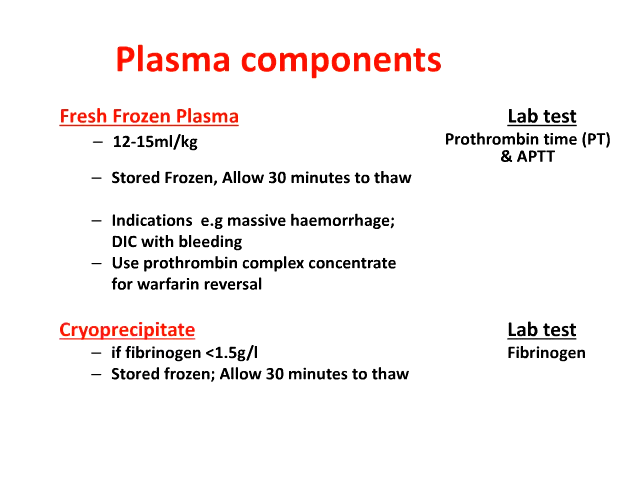 Plasma components
Fresh Frozen Plasma
Lab test
– 12-15ml/kg
Prothrombin time (PT)
& APTT
– Stored Frozen, Allow 30 minutes to thaw
– Indications e.g massive haemorrhage;
DIC with bleeding
– Use prothrombin complex concentrate
for warfarin reversal
Cryoprecipitate
Lab test
– if fibrinogen <1.5g/l
Fibrinogen
– Stored frozen; Allow 30 minutes to thaw